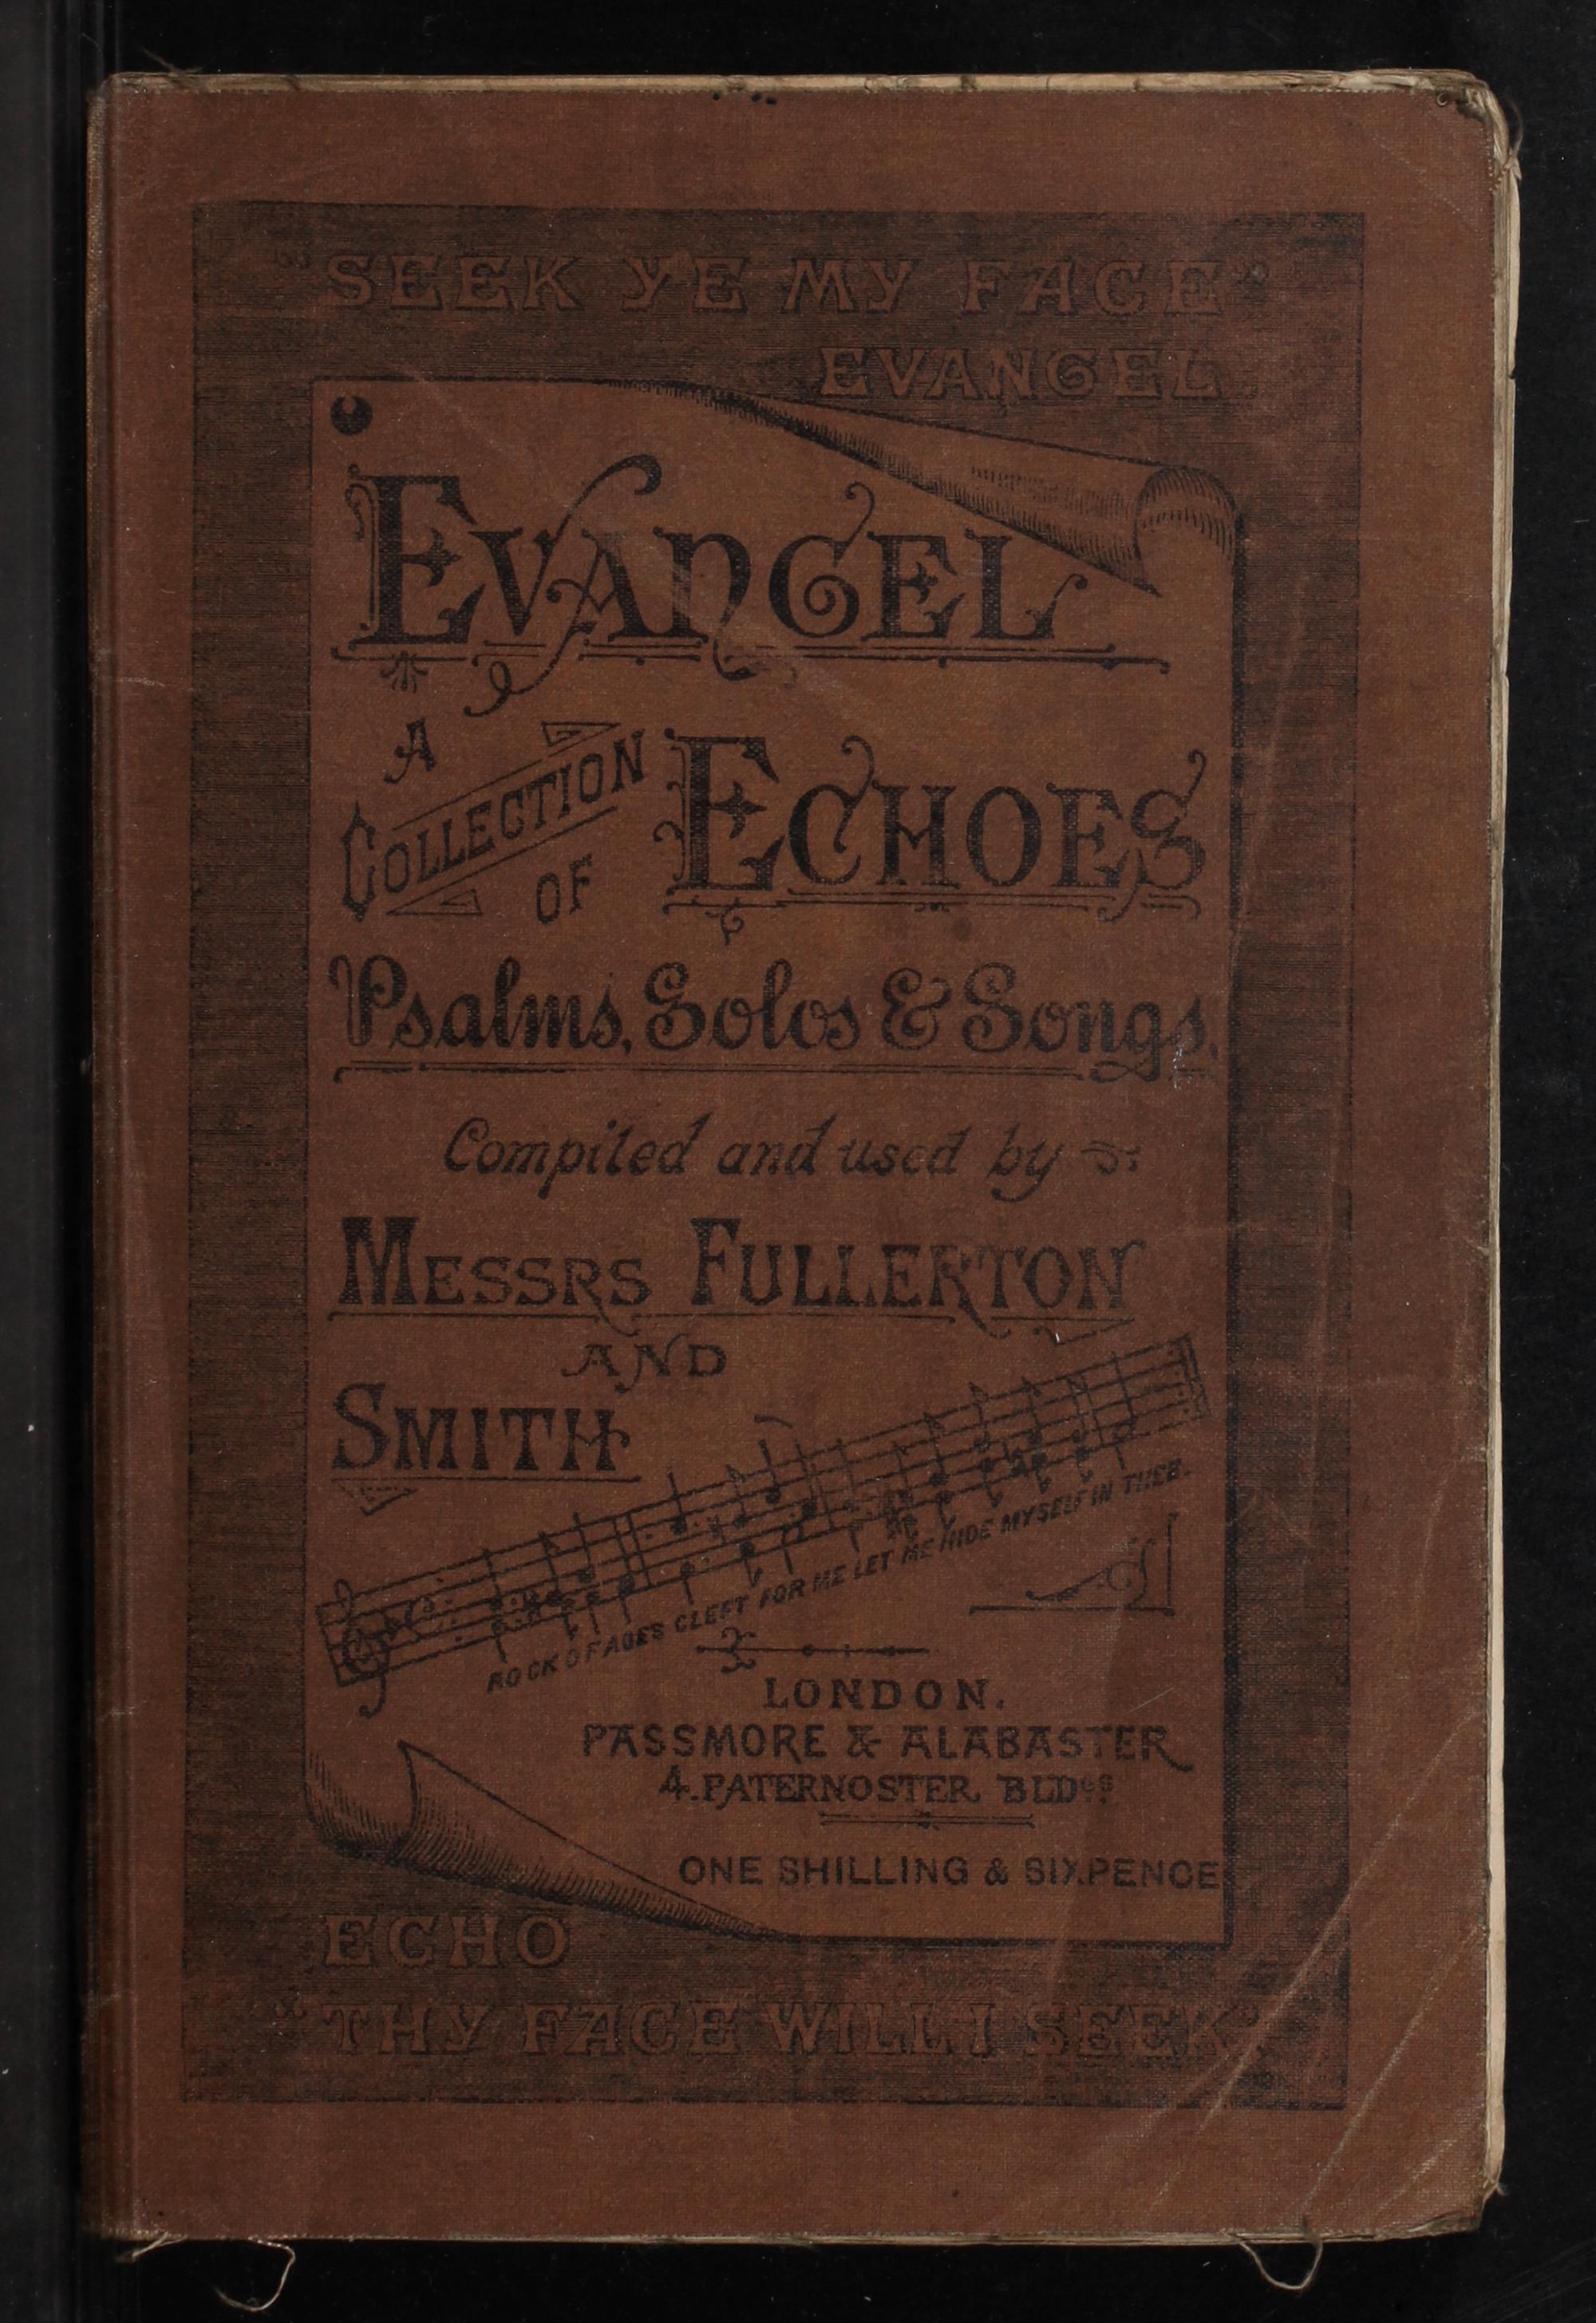 "SEEK YE MY FACE"
EVANGEL.
EVANGEL
A
COLLECTION
OF
ECHOES
Psalms, Solos & Songs,
Compiled and used by
MESSRS FULLERTON
AND
SMITH
ROCK OF AGES CLEFT FOR ME LET ME HIDE MYSELF IN THEE.
LONDON.
PASSMORE & ALABASTER
4. PATERNOSTER BLDGS
ONE SHILLING & SIXPENCE
ECHO
"THY FACE WILL I SEEK"